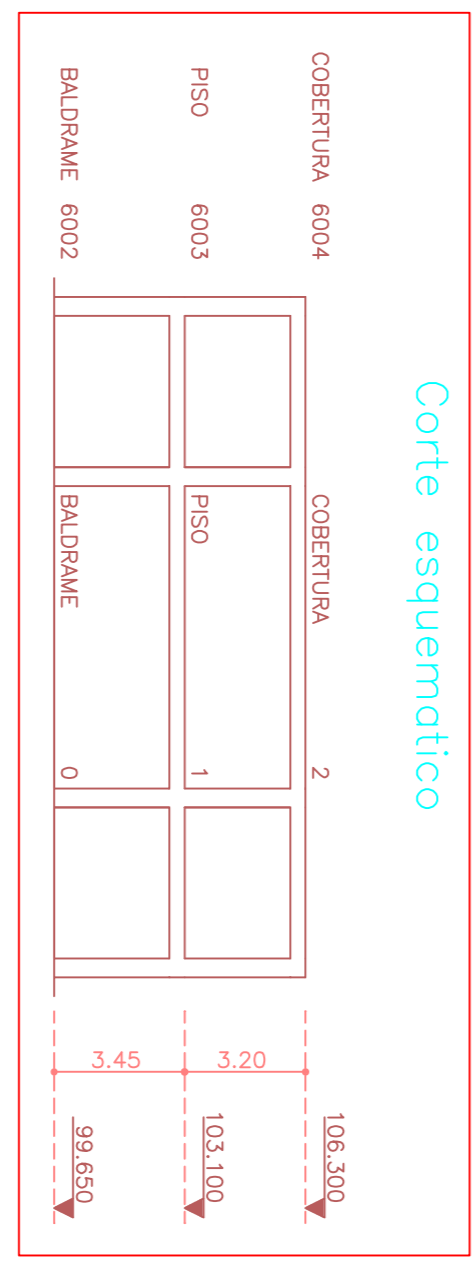 Corte esquematico
COBERTURA 6004
COBERTURA 2
106.300
3.20
PISO 6003
PISO 1
103.100
3.45
BALDRAME 6002
BALDRAME 0
99.650